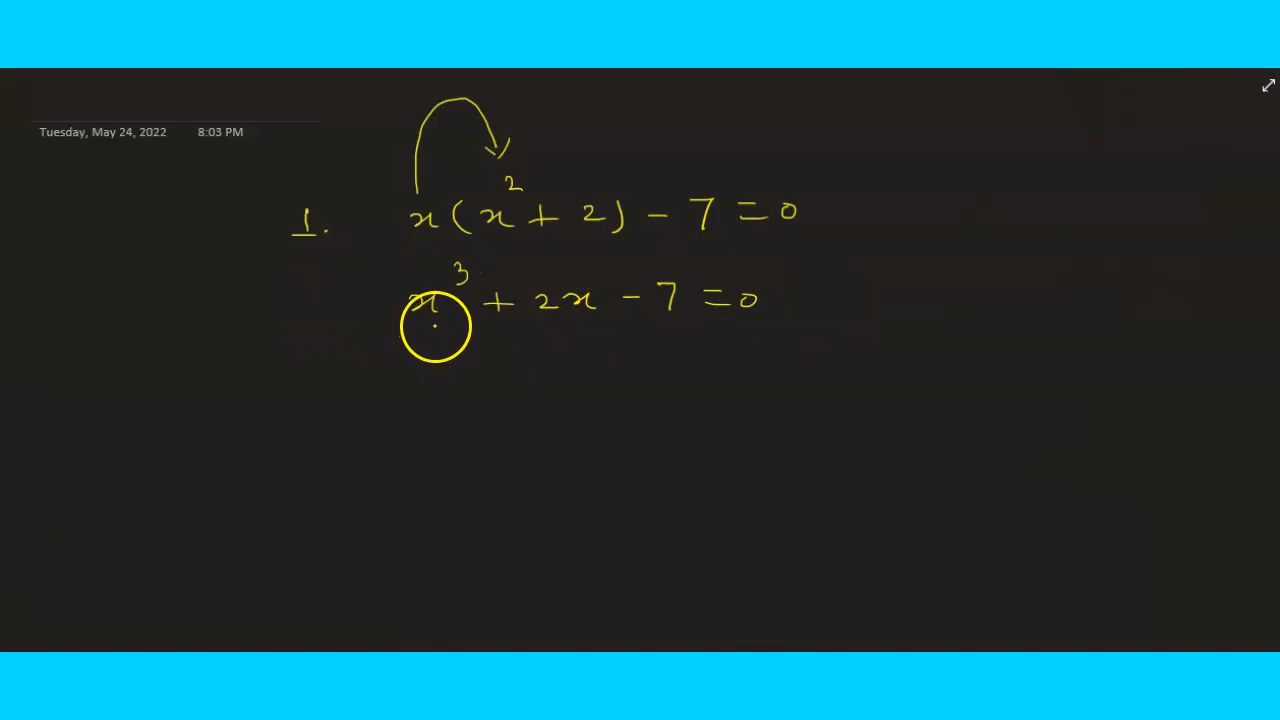 Tuesday, May 24, 2022 8:03 PM
1. x(x² + 2) - 7 = 0
x³ + 2x - 7 = 0